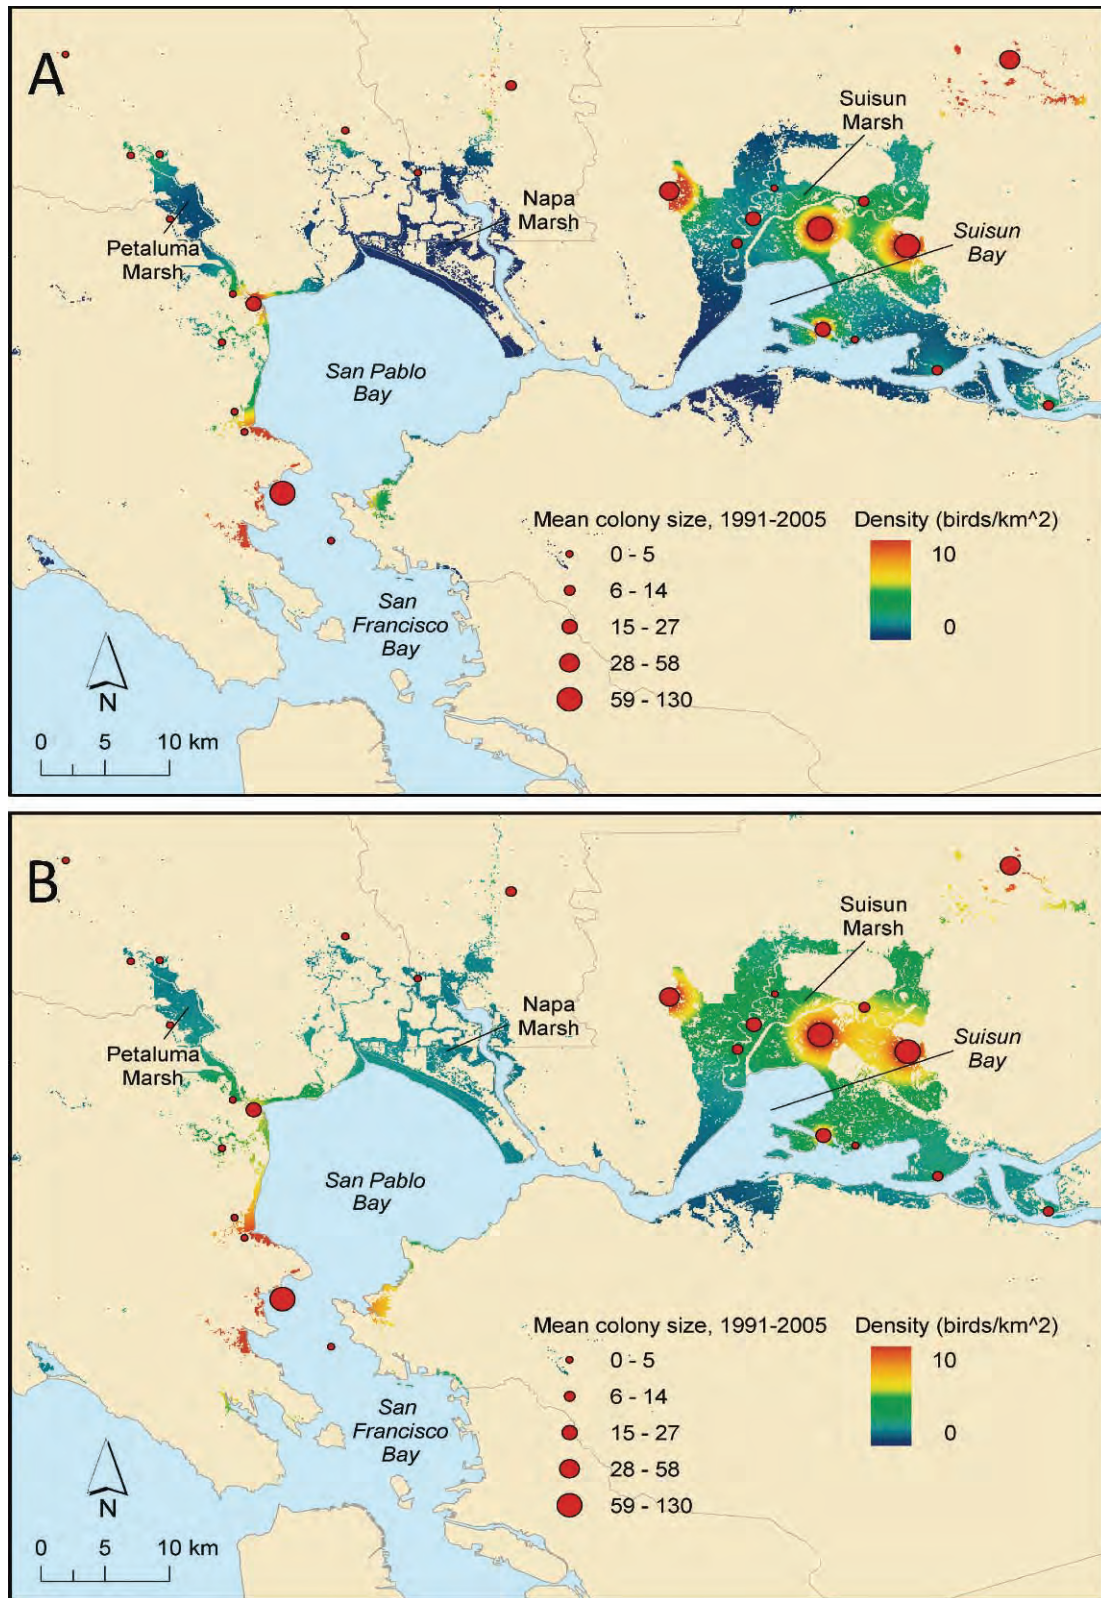 A
Suisun
Marsh
Napa
Marsh
Suisun
Bay
Petaluma
Marsh
San Pablo
Bay
Mean colony size, 1991-2005
Density (birds/km^2)
0 - 5
10
6 - 14
San
Francisco
Bay
15 - 27
0
28 - 58
N
59 - 130
0 5 10 km
B
Suisun
Marsh
Napa
Marsh
Suisun
Bay
Petaluma
Marsh
San Pablo
Bay
Mean colony size, 1991-2005
Density (birds/km^2)
0 - 5
10
6 - 14
San
Francisco
Bay
15 - 27
0
28 - 58
N
59 - 130
0 5 10 km